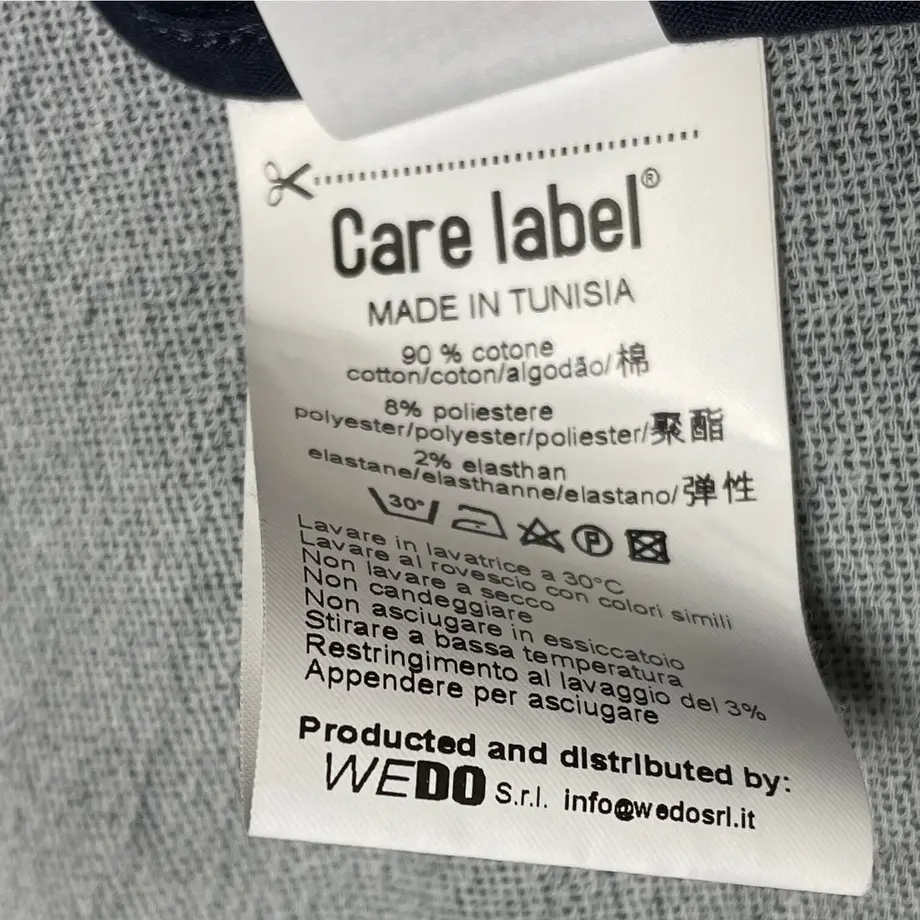 Care label®
MADE IN TUNISIA
90 % cotone
cotton/coton/algodão/棉
8% poliestere
polyester/polyester/poliester/聚酯
2% elasthan
elastane/elasthanne/elastano/弹性
30°
P
Lavare in lavatrice a 30°C
Lavare al rovescio con colori simili
Non lavare a secco
Non candeggiare
Non asciugare in essiccatoio
Stirare a bassa temperatura
Restringimento al lavaggio del 3%
Appendere per asciugare
Producted and distributed by:
WEDO S.r.l. info@wedosrl.it